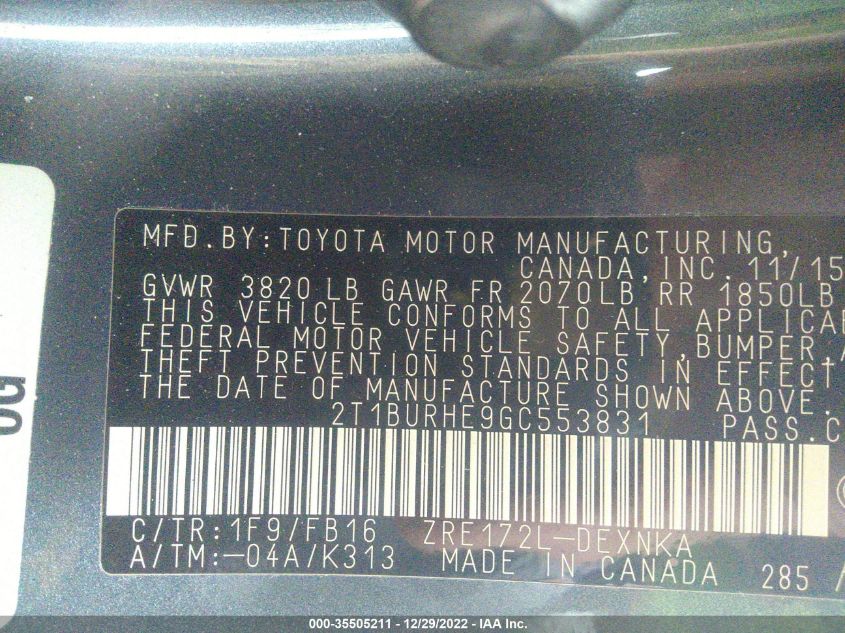 MFD.BY:TOYOTA MOTOR MANUFACTURING,
CANADA,INC. 11/15
GVWR 3820 LB GAWR FR 2070LB RR 1850LB
THIS VEHICLE CONFORMS TO ALL APPLICAB
FEDERAL MOTOR VEHICLE SAFETY,BUMPER,A
THEFT PREVENTION STANDARDS IN EFFECT
THE DATE OF MANUFACTURE SHOWN ABOVE.
2T1BURHE9GC553831 PASS.C
C/TR:1F9/FB16 ZRE172L-DEXNKA
A/TM:-04A/K313 MADE IN CANADA 285 /
000-35505211 - 12/29/2022 - IAA Inc.